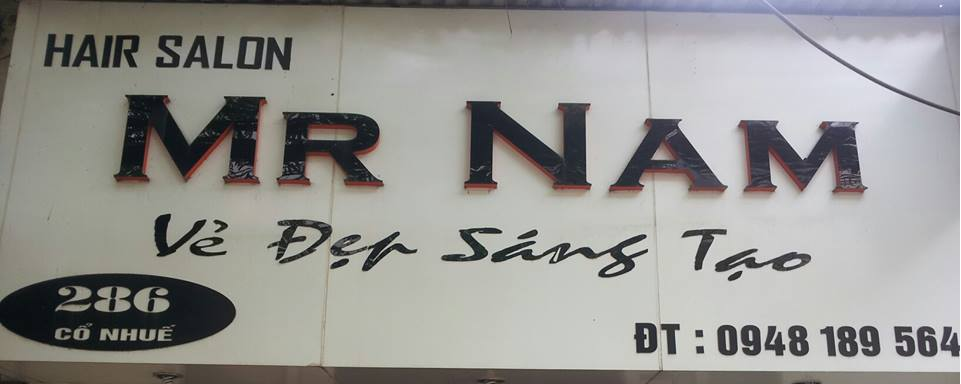 HAIR SALON
MR NAM
Vẻ Đẹp Sáng Tạo
286
CỔ NHUẾ
ĐT : 0948 189 564